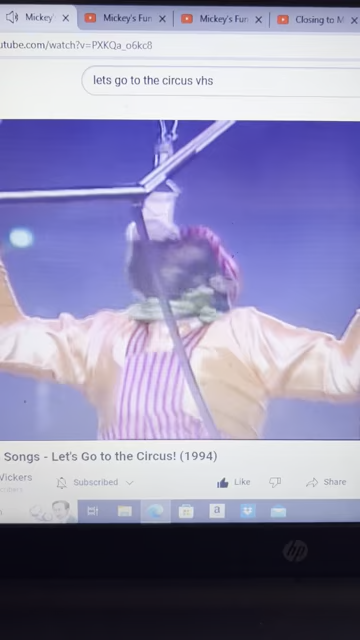 Mickey
Mickey's Fun
Mickey's Fun
Closing to M
utube.com/watch?v=PXKQa_o6kc8
lets go to the circus vhs
Songs - Let's Go to the Circus! (1994)
Vickers
Subscribed
Like
Share
a
hp